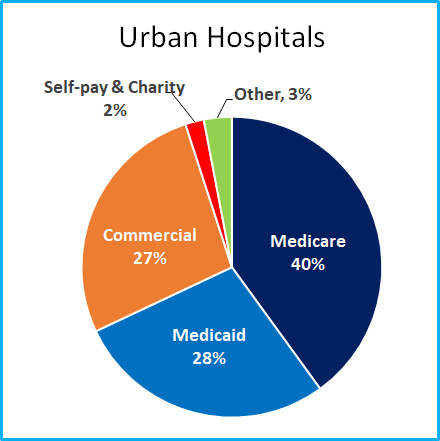 Urban Hospitals
Self-pay & Charity
2%
Other, 3%
Commercial
27%
Medicare
40%
Medicaid
28%